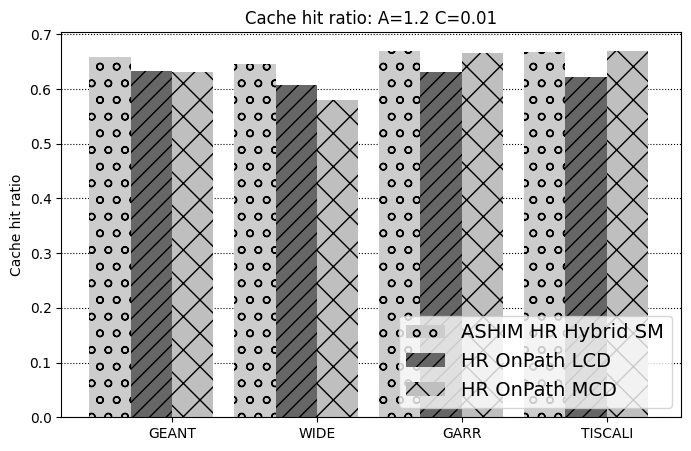 Cache hit ratio: A=1.2 C=0.01
Cache hit ratio
0.7
0.6
0.5
0.4
0.3
0.2
0.1
0.0
GEANT
WIDE
GARR
TISCALI
ASHIM HR Hybrid SM
HR OnPath LCD
HR OnPath MCD